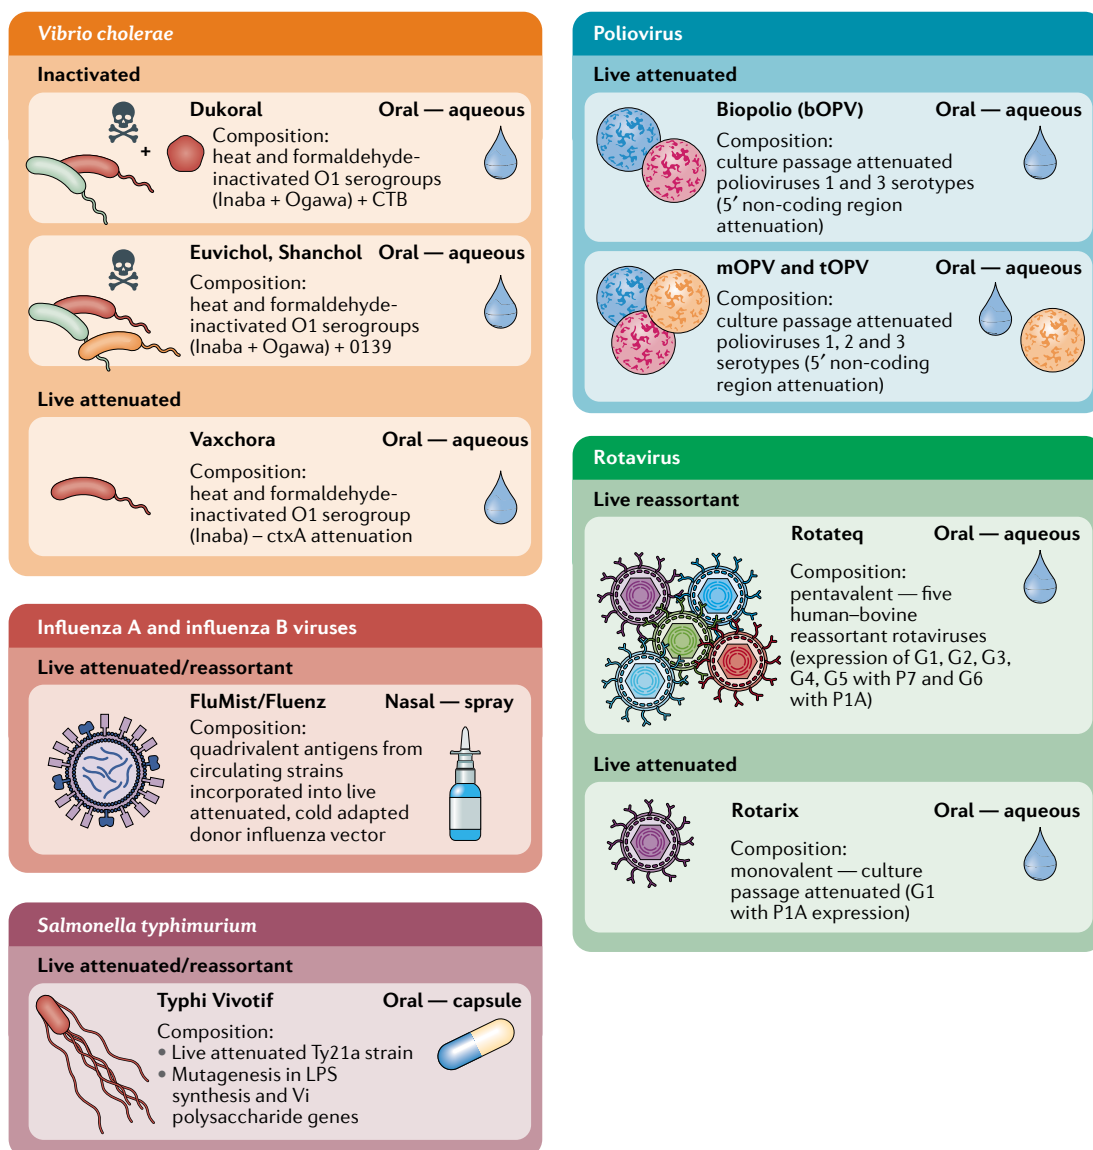 Vibrio cholerae
Inactivated
Dukoral
Oral — aqueous
+
Composition:
heat and formaldehyde-
inactivated O1 serogroups
(Inaba + Ogawa) + CTB
Euvichol, Shanchol
Oral — aqueous
Composition:
heat and formaldehyde-
inactivated O1 serogroups
(Inaba + Ogawa) + 0139
Live attenuated
Vaxchora
Oral — aqueous
Composition:
heat and formaldehyde-
inactivated O1 serogroup
(Inaba) – ctxA attenuation
Influenza A and influenza B viruses
Live attenuated/reassortant
FluMist/Fluenz
Nasal — spray
Composition:
quadrivalent antigens from
circulating strains
incorporated into live
attenuated, cold adapted
donor influenza vector
Salmonella typhimurium
Live attenuated/reassortant
Typhi Vivotif
Oral — capsule
Composition:
• Live attenuated Ty21a strain
• Mutagenesis in LPS
synthesis and Vi
polysaccharide genes
Poliovirus
Live attenuated
Biopolio (bOPV)
Oral — aqueous
Composition:
culture passage attenuated
polioviruses 1 and 3 serotypes
(5′ non-coding region
attenuation)
mOPV and tOPV
Oral — aqueous
Composition:
culture passage attenuated
polioviruses 1, 2 and 3
serotypes (5′ non-coding
region attenuation)
Rotavirus
Live reassortant
Rotateq
Oral — aqueous
Composition:
pentavalent — five
human–bovine
reassortant rotaviruses
(expression of G1, G2, G3,
G4, G5 with P7 and G6
with P1A)
Live attenuated
Rotarix
Oral — aqueous
Composition:
monovalent — culture
passage attenuated (G1
with P1A expression)